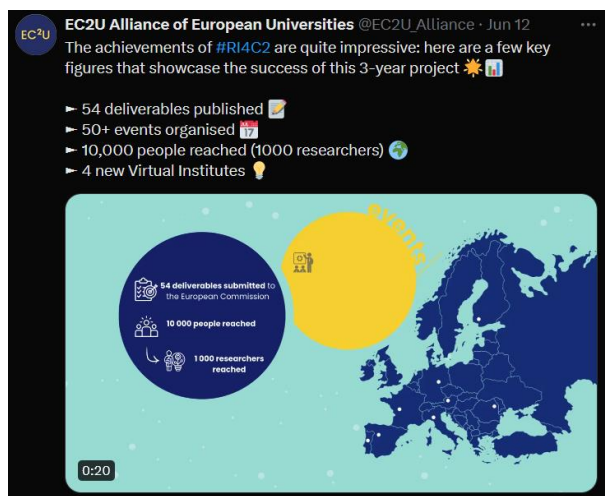 EC²U
EC2U Alliance of European Universities @EC2U_Alliance · Jun 12 ...
The achievements of #RI4C2 are quite impressive: here are a few key
figures that showcase the success of this 3-year project 🌟📊
► 54 deliverables published 📝
► 50+ events organised 📅
► 10,000 people reached (1000 researchers) 🌍
► 4 new Virtual Institutes 💡
events
54 deliverables submitted to
the European Commission
10 000 people reached
1 000 researchers
reached
0:20